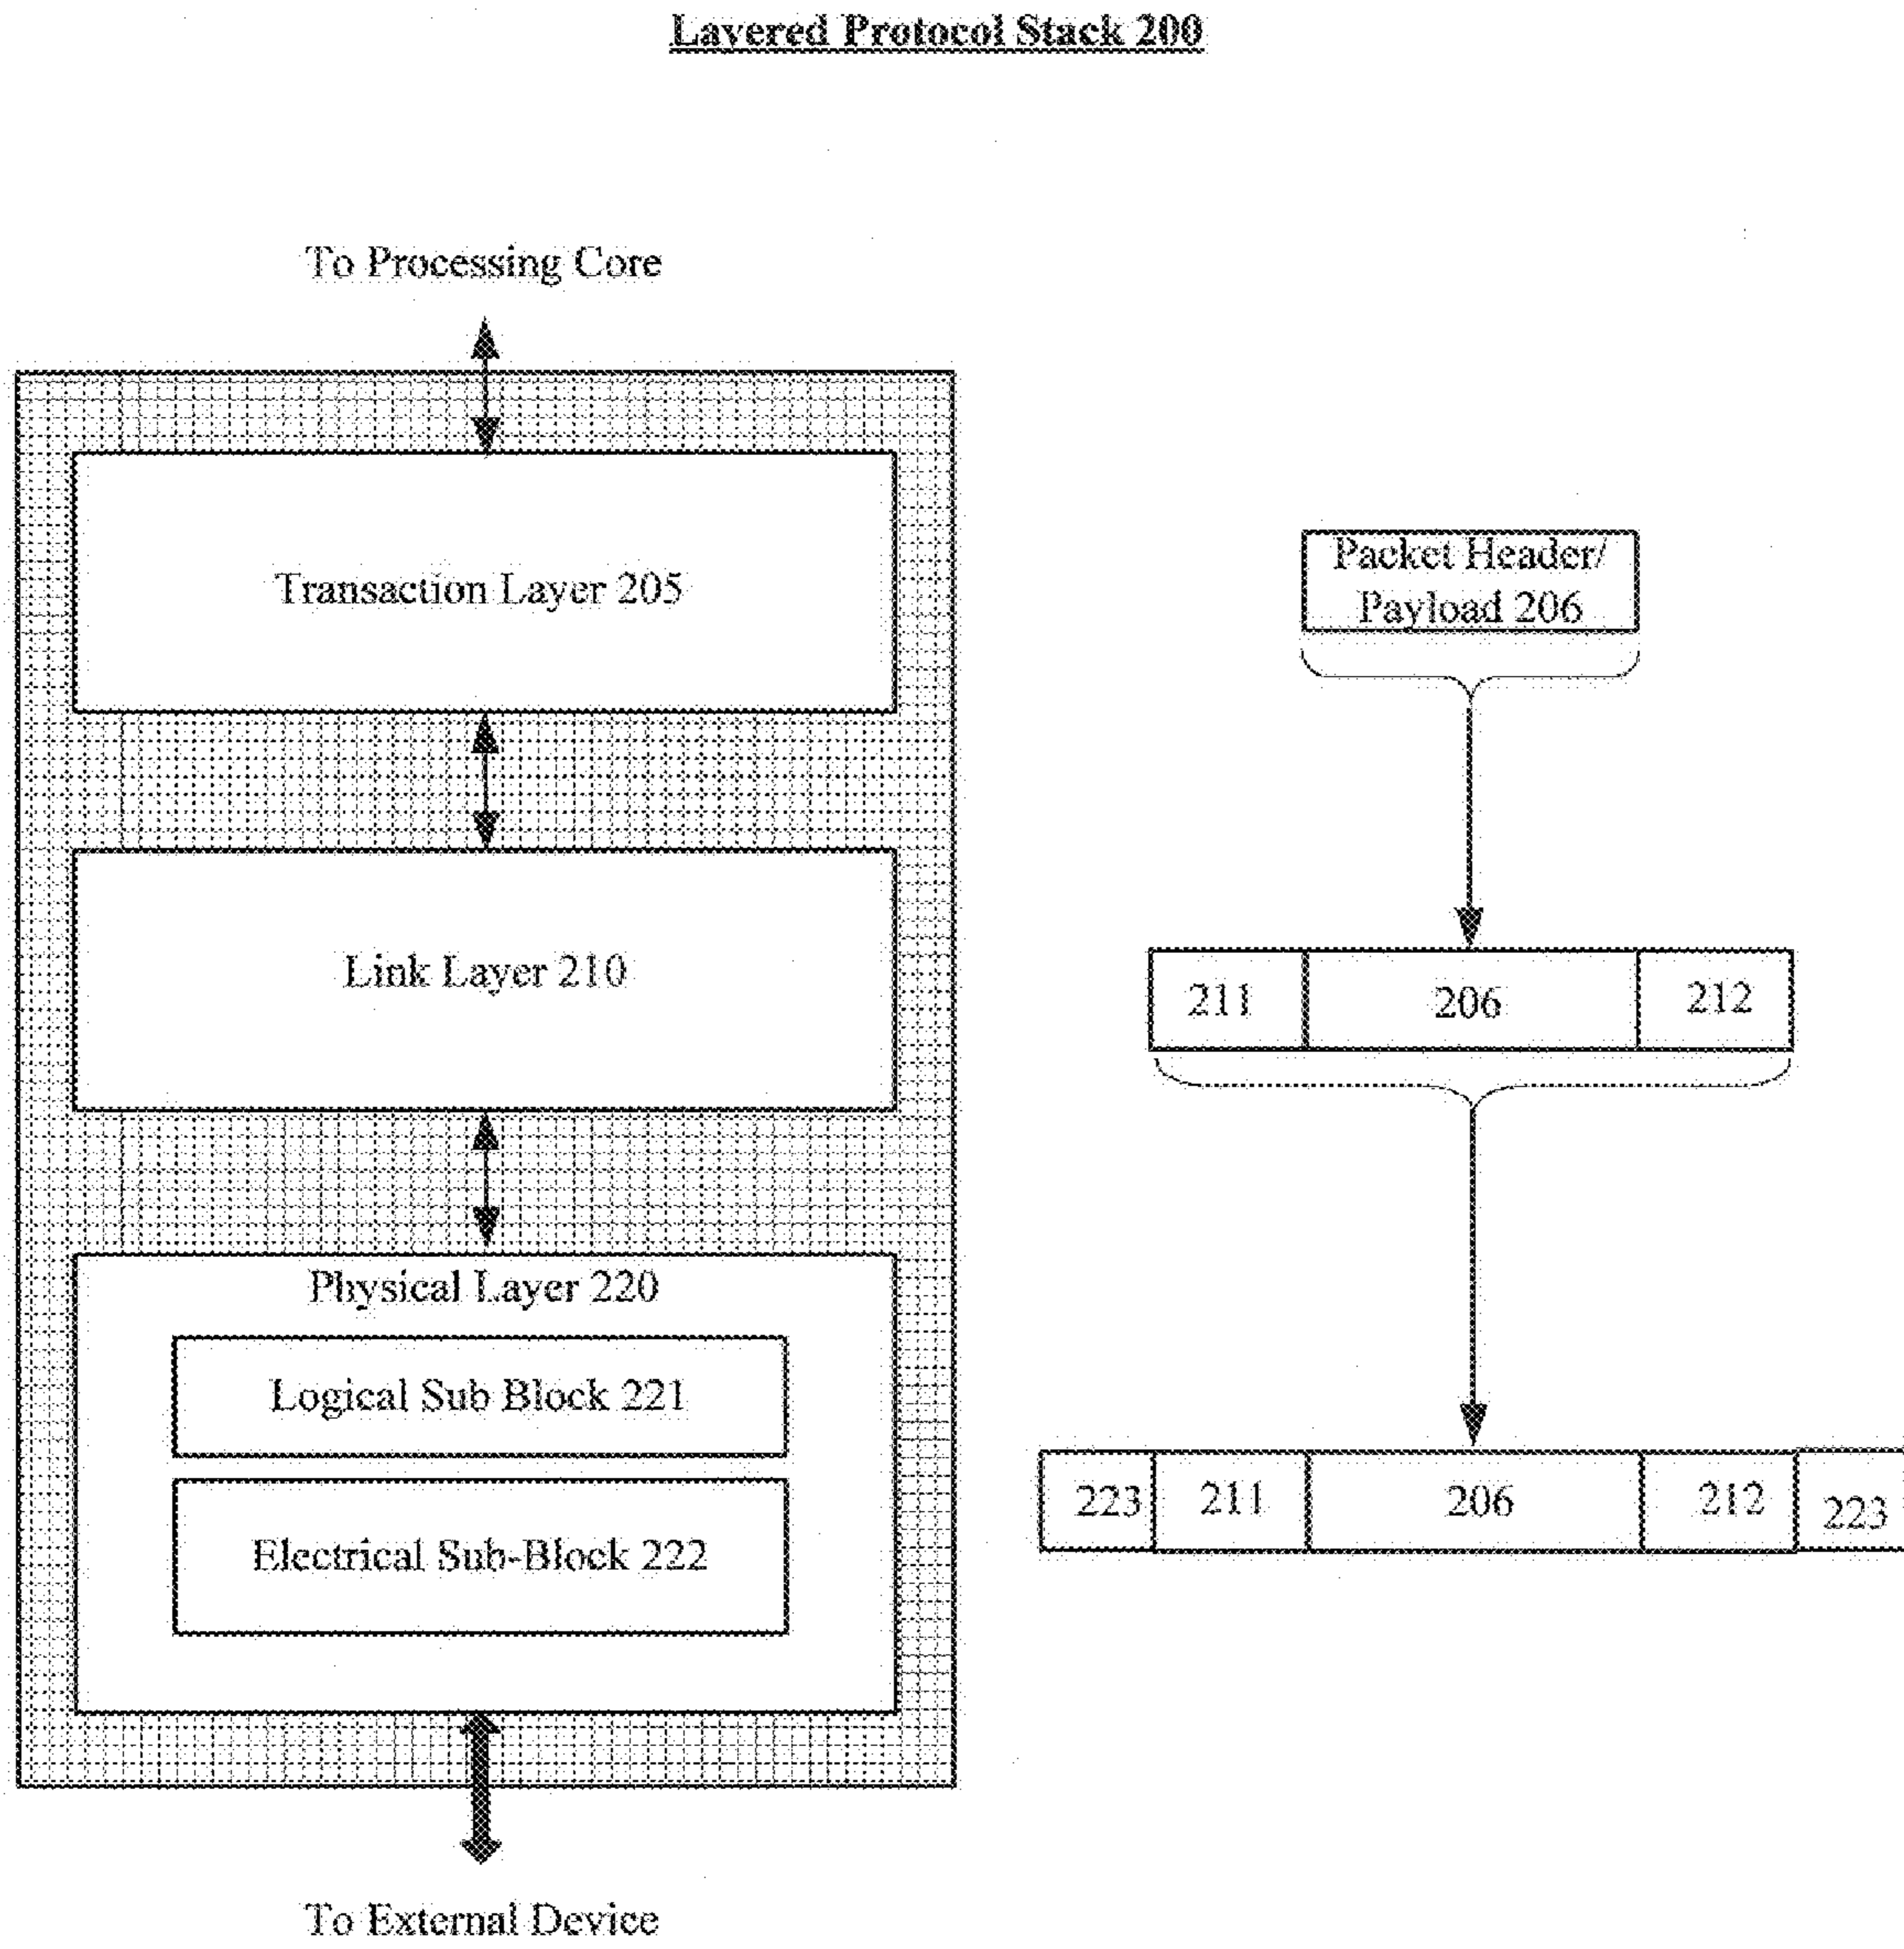 Layered Protocol Stack 200
To Processing Core
Transaction Layer 205
Link Layer 210
Physical Layer 220
Logical Sub Block 221
Electrical Sub-Block 222
To External Device
Packet Header/
Payload 206
211 206 212
223 211 206 212 223